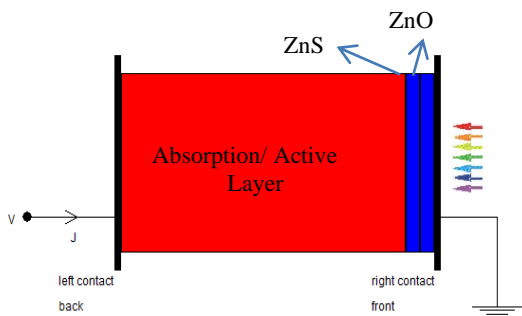 ZnO
ZnS
Absorption/ Active
Layer
V
J
left contact
back
right contact
front